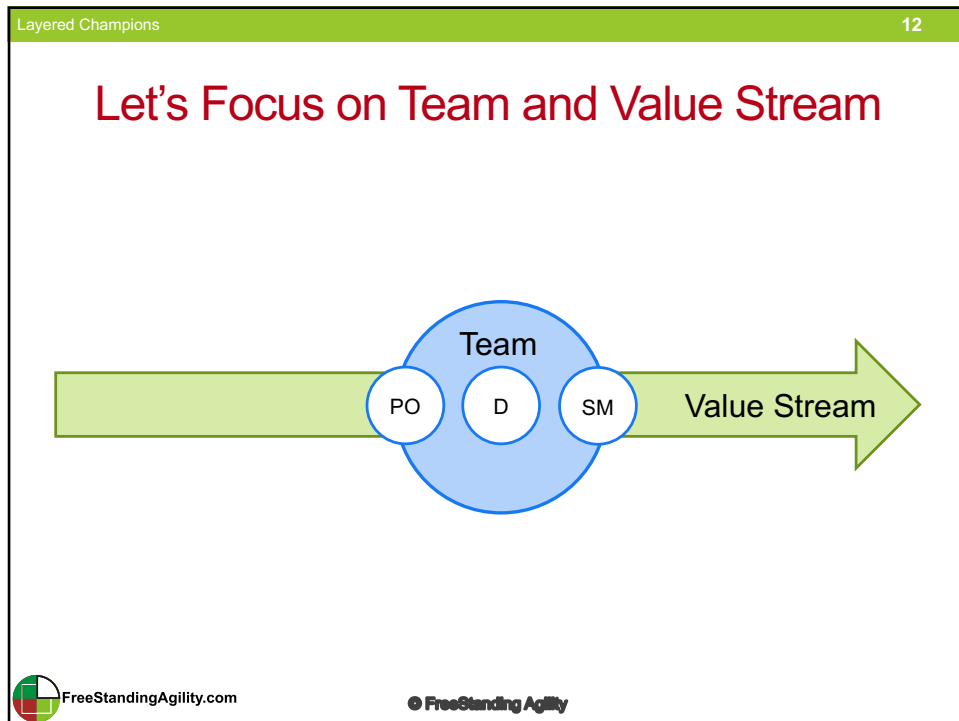 Layered Champions 12
Let's Focus on Team and Value Stream
Team
PO D SM Value Stream
FreeStandingAgility.com
© FreeStanding Agility